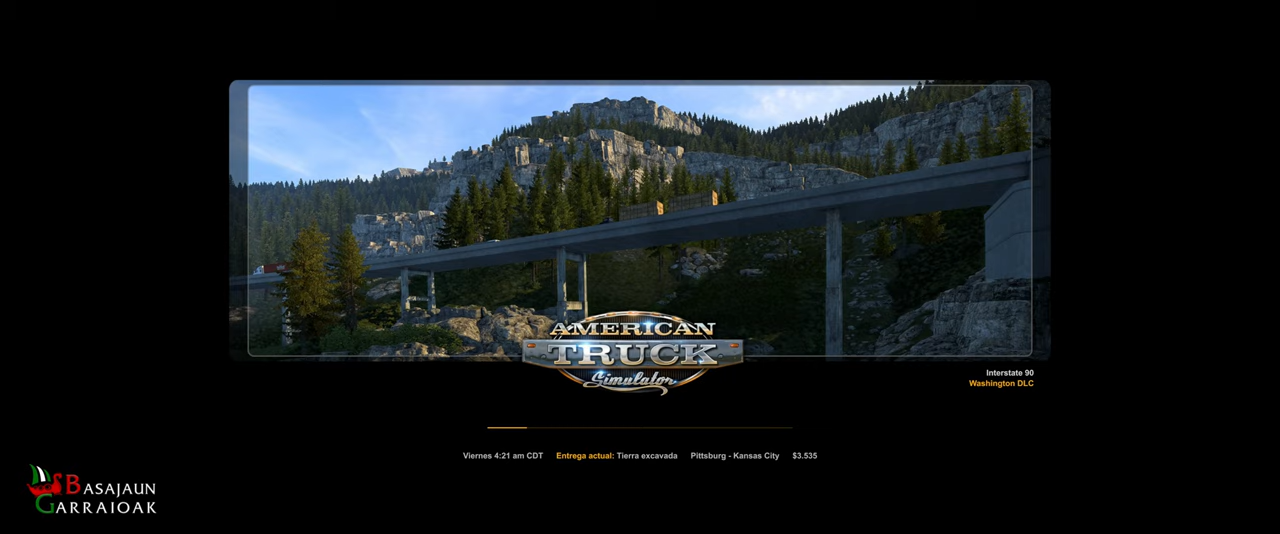 AMERICAN
TRUCK
Simulator
Interstate 90
Washington DLC
Viernes 4:21 am CDT Entrega actual: Tierra excavada Pittsburg - Kansas City $3.535
BASAJAUN
GARRAIOAK